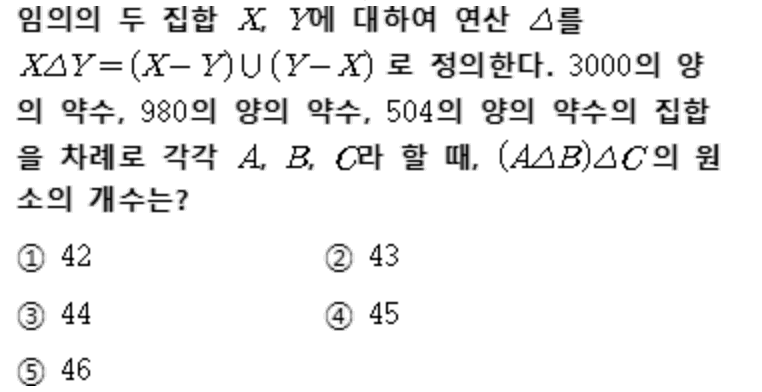 임의의 두 집합 X, Y에 대하여 연산 △를
X△Y=(X-Y)∪(Y-X) 로 정의한다. 3000의 양
의 약수, 980의 양의 약수, 504의 양의 약수의 집합
을 차례로 각각 A, B, C라 할 때, (A△B)△C의 원
소의 개수는?
① 42 ② 43
③ 44 ④ 45
⑤ 46